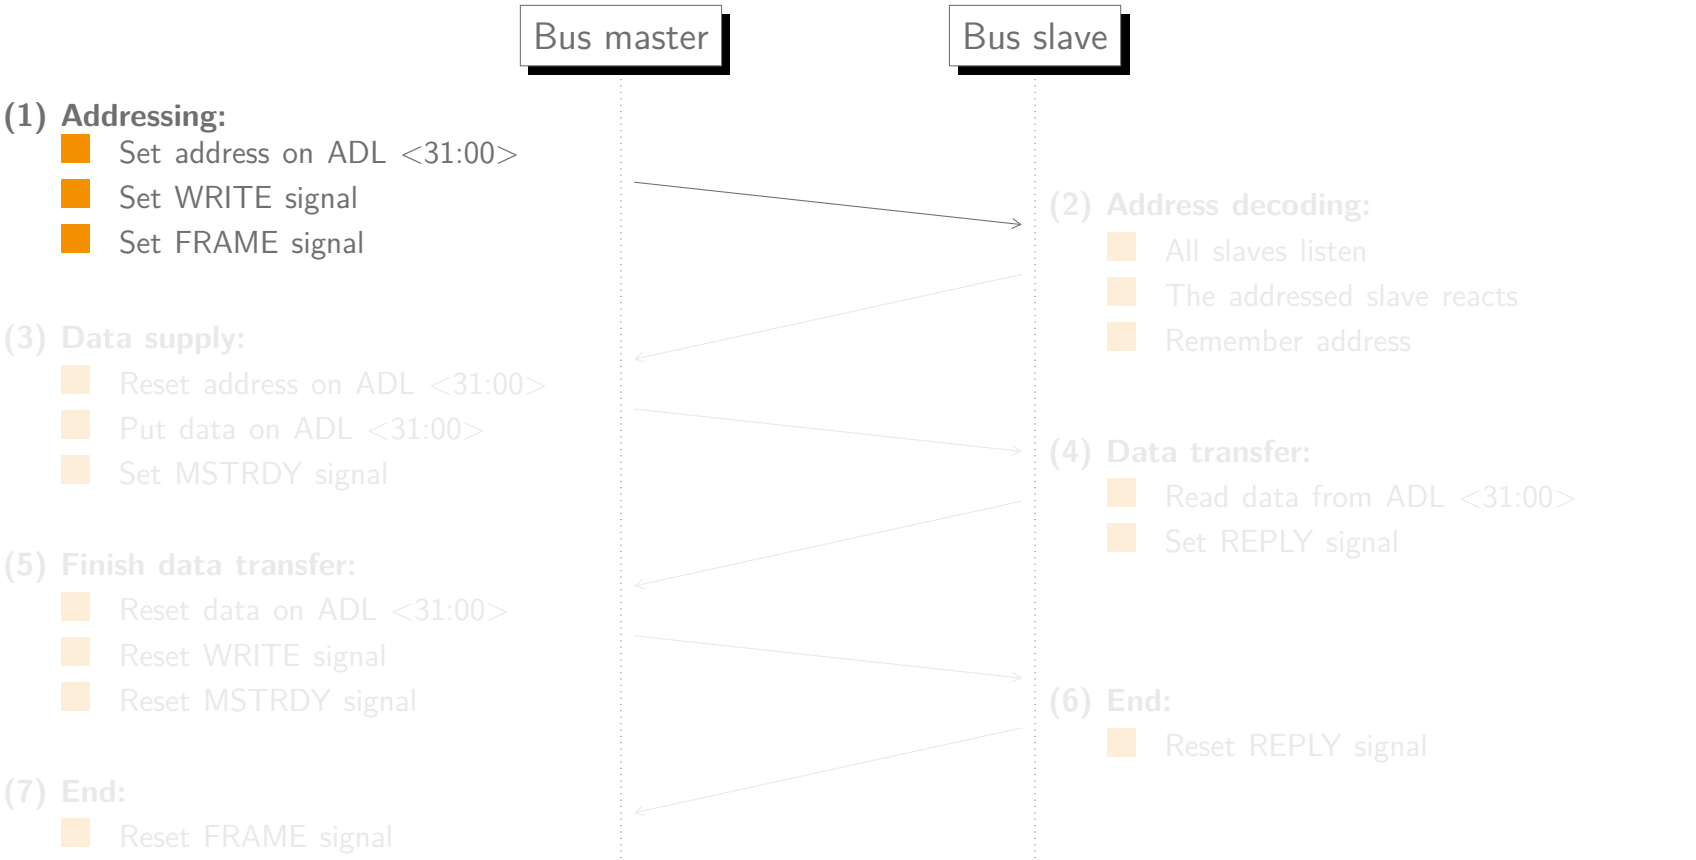 Bus master
Bus slave
(1) Addressing:
Set address on ADL <31:00>
Set WRITE signal
Set FRAME signal
(2) Address decoding:
All slaves listen
The addressed slave reacts
Remember address
(3) Data supply:
Reset address on ADL <31:00>
Put data on ADL <31:00>
Set MSTRDY signal
(4) Data transfer:
Read data from ADL <31:00>
Set REPLY signal
(5) Finish data transfer:
Reset data on ADL <31:00>
Reset WRITE signal
Reset MSTRDY signal
(6) End:
Reset REPLY signal
(7) End:
Reset FRAME signal